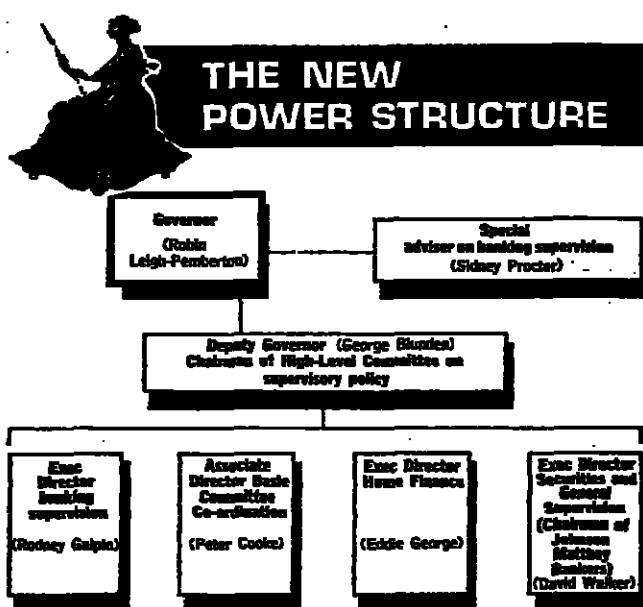 THE NEW
POWER STRUCTURE
Governor
(Robin
Leigh-Pemberton)
Special
adviser on banking supervision
(Sidney Procter)
Deputy Governor (George Blunden)
Chairman of High-Level Committee on
supervisory policy
Exec
Director
banking
supervision
(Rodney Galpin)
Associate
Director Basle
Committee
Co-ordination
(Peter Cooke)
Exec Director
Home Finance
(Eddie George)
Exec Director
Securities and
General
Supervision
(Chairman of
Johnson
Matthey
Bankers)
(David Walker)